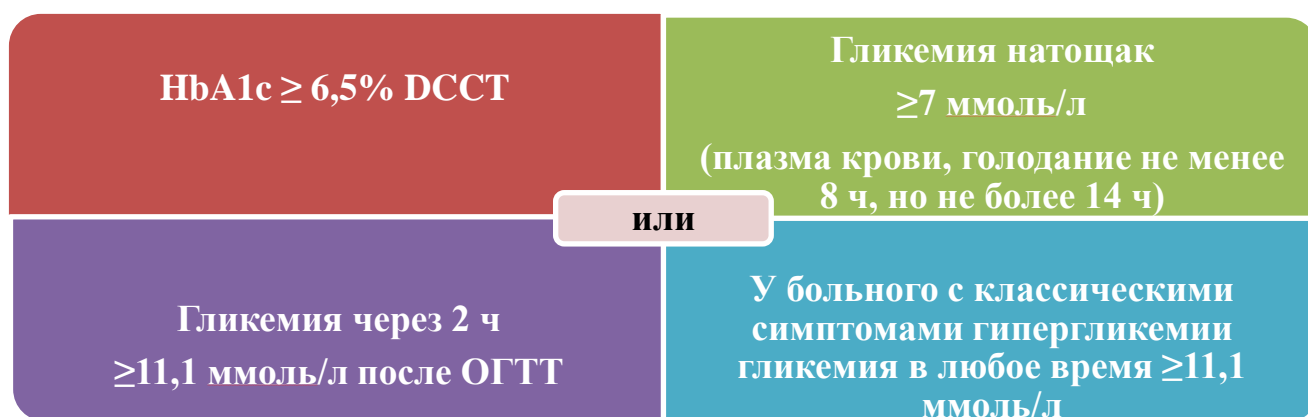 HbA1c ≥ 6,5% DCCT
Гликемия натощак
≥7 ммоль/л
(плазма крови, голодание не менее
8 ч, но не более 14 ч)
или
Гликемия через 2 ч
≥11,1 ммоль/л после ОГТТ
У больного с классическими
симптомами гипергликемии
гликемия в любое время ≥11,1
ммоль/л